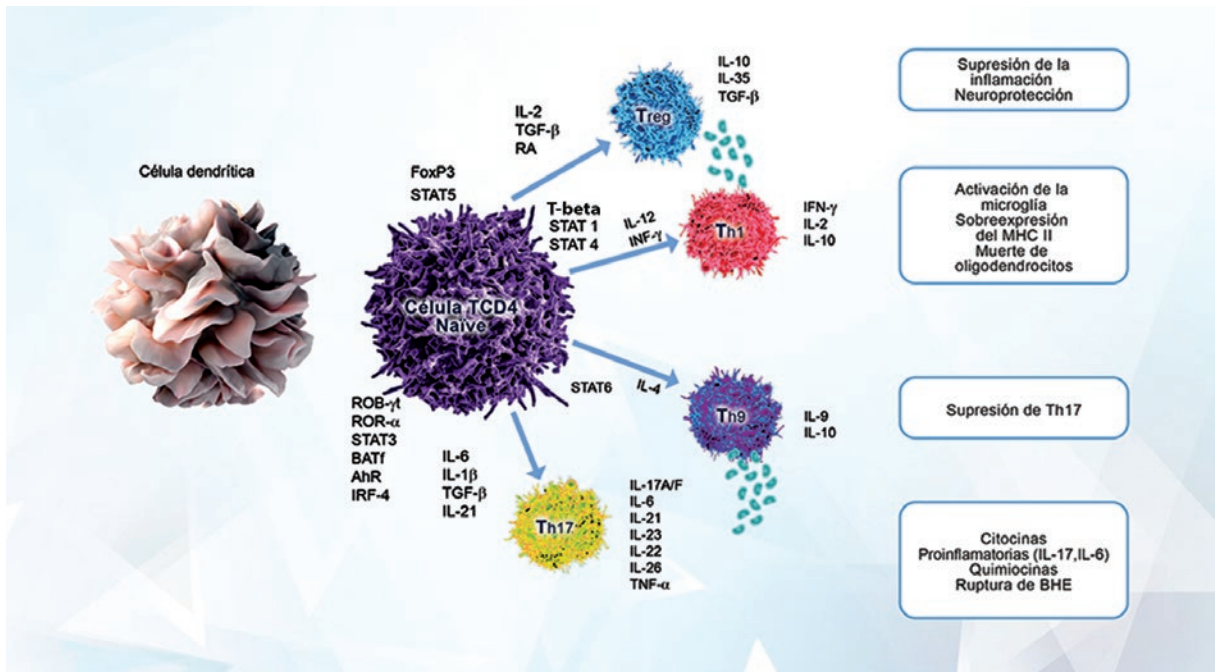 Célula dendrítica
FoxP3
STAT5
IL-2
TGF-β
RA
Treg
IL-10
IL-35
TGF-β
Supresión de la
inflamación
Neuroprotección
Célula TCD4
Naïve
T-beta
STAT 1
STAT 4
IL-12
INF-γ
Th1
IFN-γ
IL-2
IL-10
Activación de la
microglía
Sobreexpresión
del MHC II
Muerte de
oligodendrocitos
STAT6
IL-4
Th9
IL-9
IL-10
Supresión de Th17
ROB-γt
ROR-α
STAT3
BATf
AhR
IRF-4
IL-6
IL-1β
TGF-β
IL-21
Th17
IL-17A/F
IL-6
IL-21
IL-23
IL-22
IL-26
TNF-α
Citocinas
Proinflamatorias (IL-17,IL-6)
Quimiocinas
Ruptura de BHE